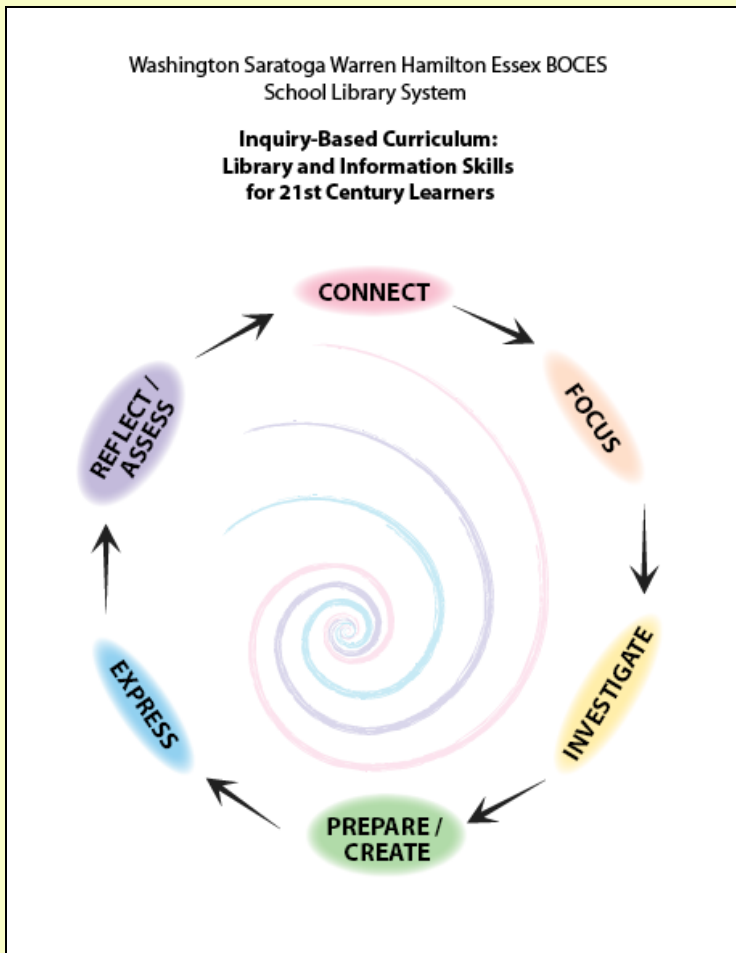 Washington Saratoga Warren Hamilton Essex BOCES
School Library System
Inquiry-Based Curriculum:
Library and Information Skills
for 21st Century Learners
CONNECT
FOCUS
INVESTIGATE
PREPARE /
CREATE
EXPRESS
REFLECT /
ASSESS